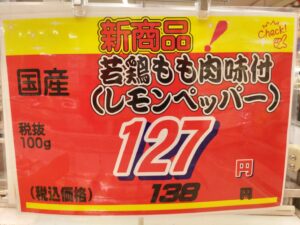 新商品!
Check!
国産
若鶏もも肉味付
(レモンペッパー)
税抜
100g
127円
(税込価格) 138円